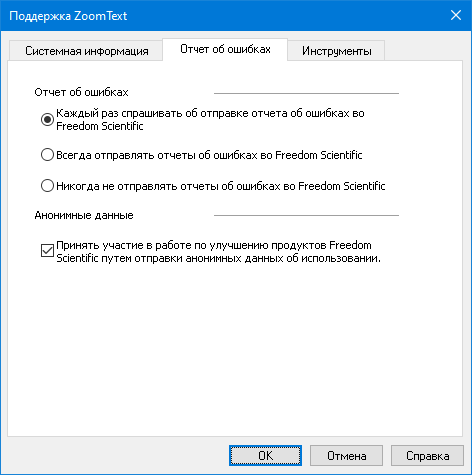 Поддержка ZoomText
Системная информация
Отчет об ошибках
Инструменты
Отчет об ошибках
Каждый раз спрашивать об отправке отчета об ошибках во
Freedom Scientific
Всегда отправлять отчеты об ошибках во Freedom Scientific
Никогда не отправлять отчеты об ошибках во Freedom Scientific
Анонимные данные
Принять участие в работе по улучшению продуктов Freedom
Scientific путем отправки анонимных данных об использовании.
OK
Отмена
Справка